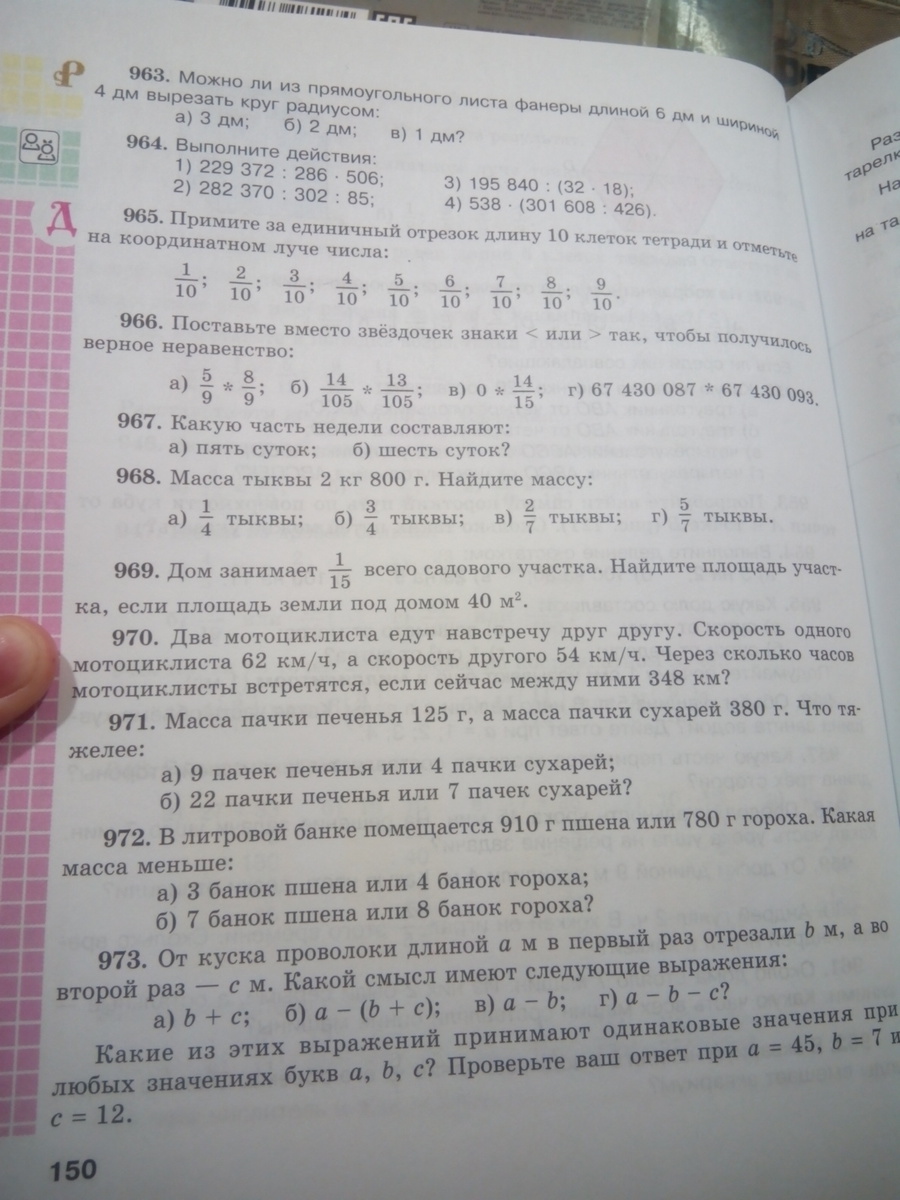 963. Можно ли из прямоугольного листа фанеры длиной 6 дм и шириной
4 дм вырезать круг радиусом:
а) 3 дм; б) 2 дм; в) 1 дм?
964. Выполните действия:
1) 229 372 : 286 · 506; 3) 195 840 : (32 · 18);
2) 282 370 : 302 : 85; 4) 538 · (301 608 : 426).
Д
965. Примите за единичный отрезок длину 10 клеток тетради и отметьте
на координатном луче числа:
1/10; 2/10; 3/10; 4/10; 5/10; 6/10; 7/10; 8/10; 9/10.
966. Поставьте вместо звёздочек знаки < или > так, чтобы получилось
верное неравенство:
а) 5/9 * 8/9; б) 14/105 * 13/105; в) 0 * 14/15; г) 67 430 087 * 67 430 093.
967. Какую часть недели составляют:
а) пять суток; б) шесть суток?
968. Масса тыквы 2 кг 800 г. Найдите массу:
а) 1/4 тыквы; б) 3/4 тыквы; в) 2/7 тыквы; г) 5/7 тыквы.
969. Дом занимает 1/15 всего садового участка. Найдите площадь участ-
ка, если площадь земли под домом 40 м².
970. Два мотоциклиста едут навстречу друг другу. Скорость одного
мотоциклиста 62 км/ч, а скорость другого 54 км/ч. Через сколько часов
мотоциклисты встретятся, если сейчас между ними 348 км?
971. Масса пачки печенья 125 г, а масса пачки сухарей 380 г. Что тя-
желее:
а) 9 пачек печенья или 4 пачки сухарей;
б) 22 пачки печенья или 7 пачек сухарей?
972. В литровой банке помещается 910 г пшена или 780 г гороха. Какая
масса меньше:
а) 3 банок пшена или 4 банок гороха;
б) 7 банок пшена или 8 банок гороха?
973. От куска проволоки длиной a м в первый раз отрезали b м, а во
второй раз — c м. Какой смысл имеют следующие выражения:
а) b + c; б) a − (b + c); в) a − b; г) a − b − c?
Какие из этих выражений принимают одинаковые значения при
любых значениях букв a, b, c? Проверьте ваш ответ при a = 45, b = 7 и
c = 12.
150
тарелк
На
на та